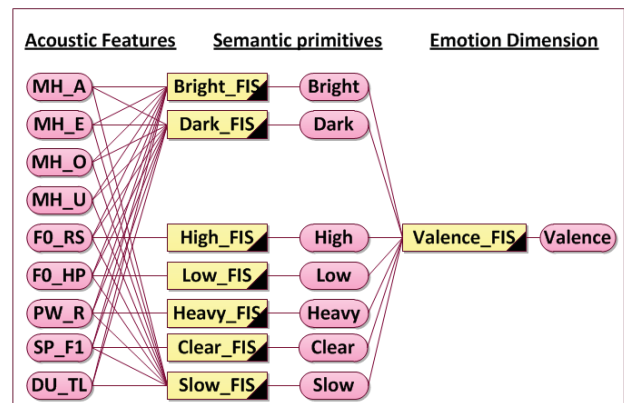 Acoustic Features Semantic primitives Emotion Dimension
MH_A Bright_FIS Bright
MH_E Dark_FIS Dark
MH_O
MH_U
F0_RS High_FIS High Valence_FIS Valence
F0_HP Low_FIS Low
PW_R Heavy_FIS Heavy
SP_F1 Clear_FIS Clear
DU_TL Slow_FIS Slow